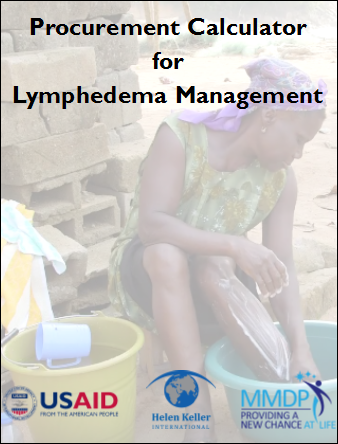 Procurement Calculator
for
Lymphedema Management
USAID
FROM THE AMERICAN PEOPLE
Helen Keller
INTERNATIONAL
MMDP
PROVIDING A
NEW CHANCE AT LIFE